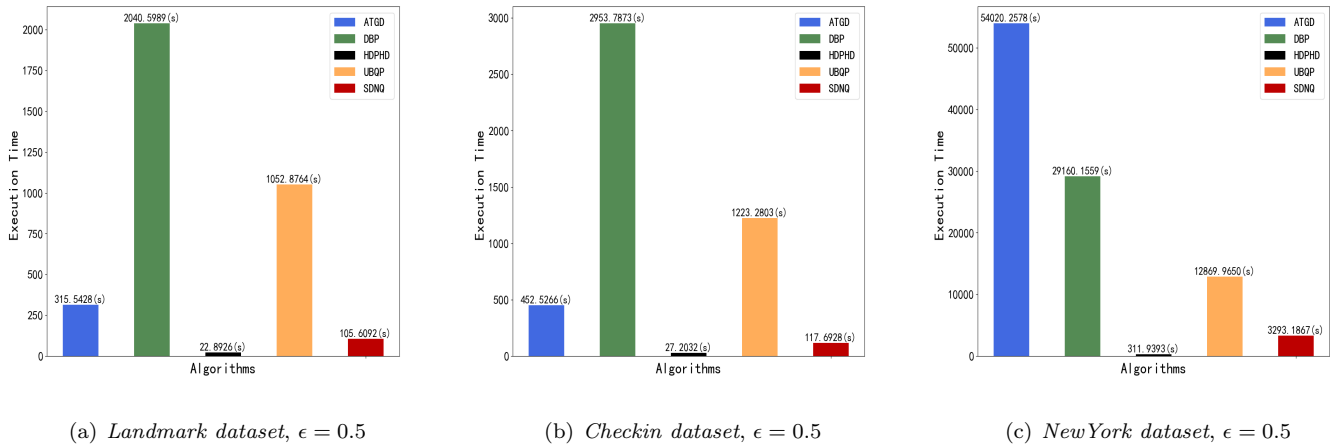 2040.5989(s)
2000
1750
1500
1250
1000
750
500
250
0
Execution Time
315.5428(s)
22.8926(s)
1052.8764(s)
105.6092(s)
ATGD
DBP
HDPHD
UBQP
SDNQ
Algorithms
(a) Landmark dataset, ϵ = 0.5
3000
2500
2000
1500
1000
500
0
Execution Time
2953.7873(s)
452.5266(s)
27.2032(s)
1223.2803(s)
117.6928(s)
ATGD
DBP
HDPHD
UBQP
SDNQ
Algorithms
(b) Checkin dataset, ϵ = 0.5
54020.2578(s)
50000
40000
30000
20000
10000
0
Execution Time
29160.1559(s)
311.9393(s)
12869.9650(s)
3293.1867(s)
ATGD
DBP
HDPHD
UBQP
SDNQ
Algorithms
(c) NewYork dataset, ϵ = 0.5